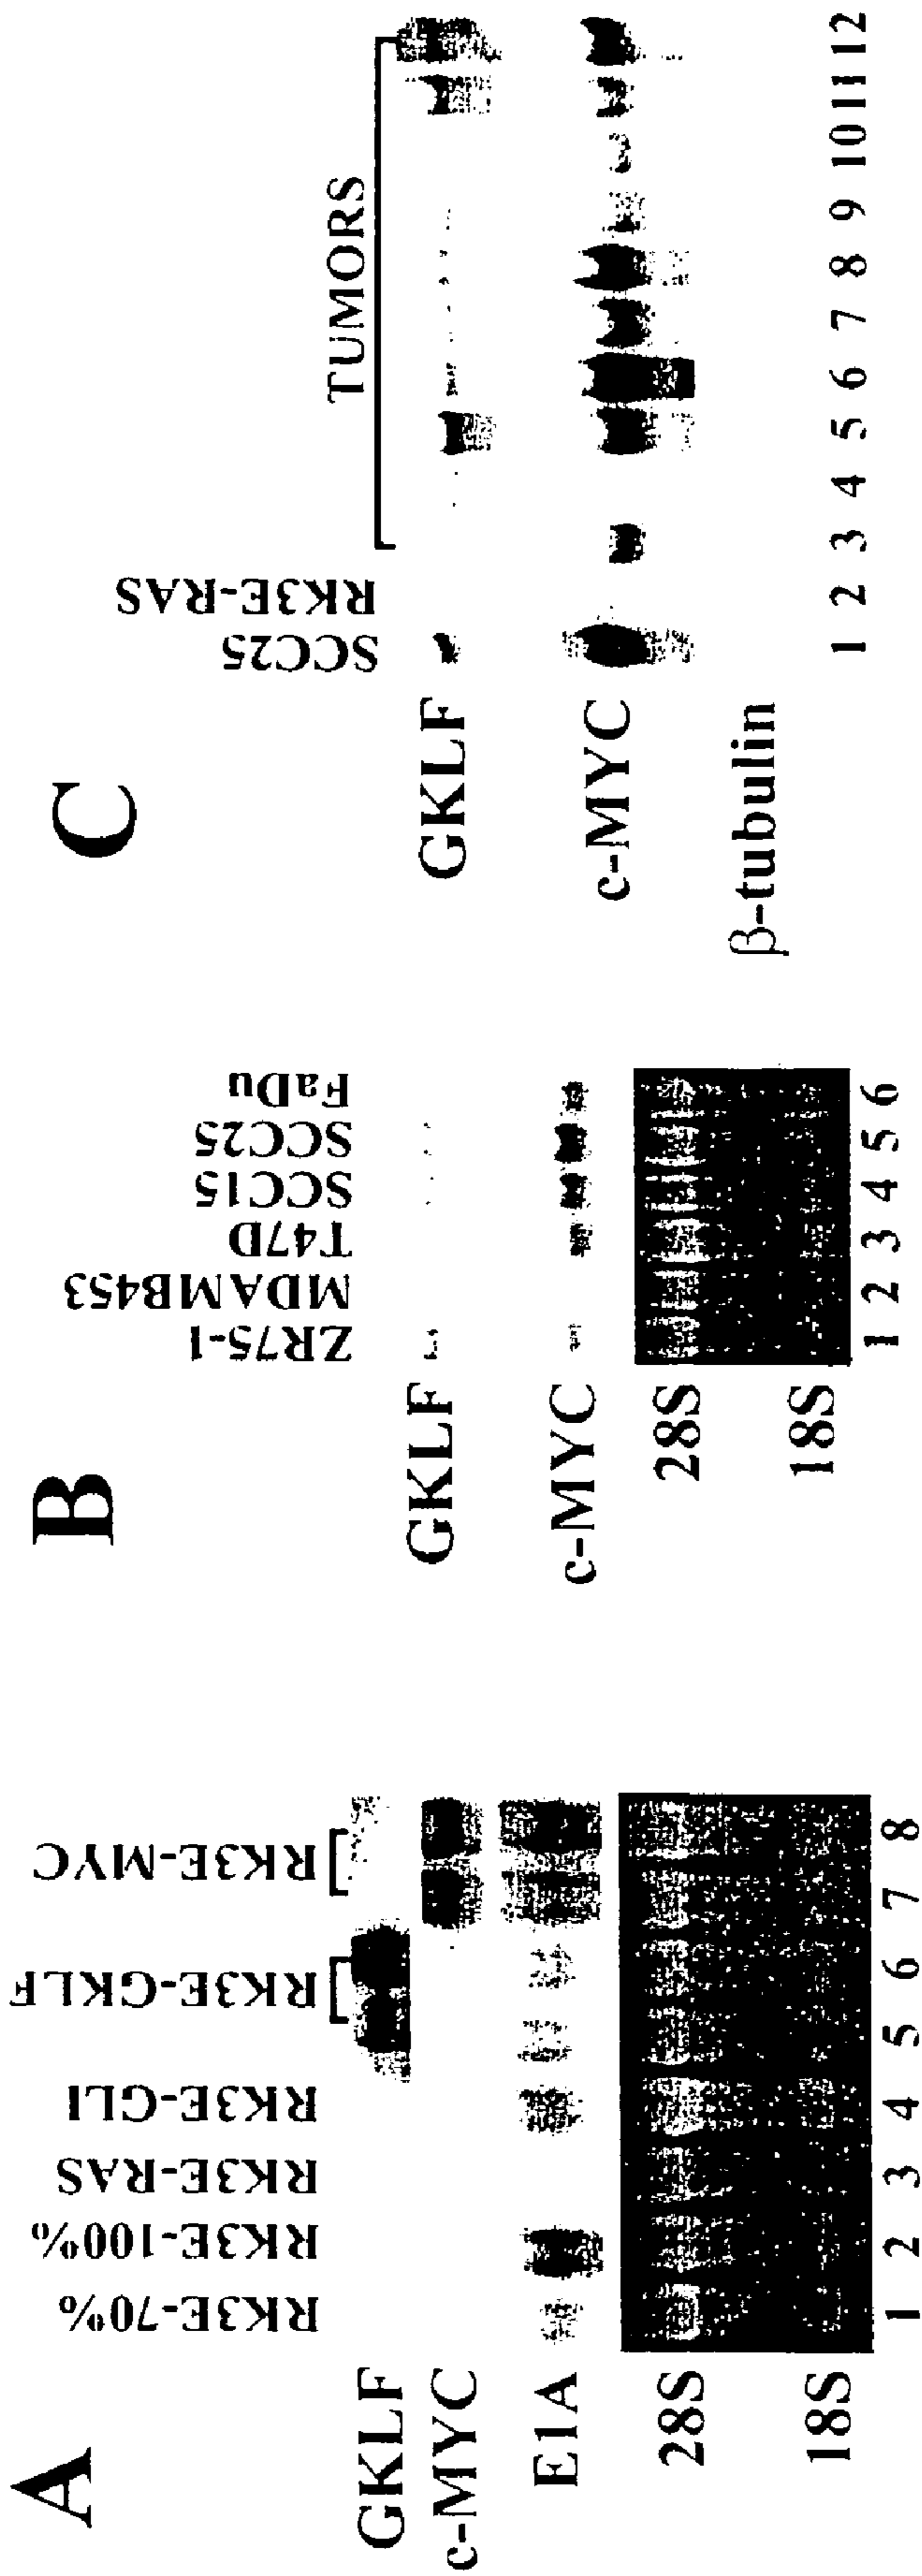 A
RK3E-70%
RK3E-100%
RK3E-RAS
RK3E-GLI
RK3E-GKLF
RK3E-MYC
GKLF
c-MYC
E1A
28S
18S
1 2 3 4 5 6 7 8
B
ZR75-1
MDAMB453
T47D
SCC15
SCC25
FaDu
GKLF
c-MYC
28S
18S
1 2 3 4 5 6
C
SCC25
RK3E-RAS
TUMORS
GKLF
c-MYC
β-tubulin
1 2 3 4 5 6 7 8 9 10 11 12